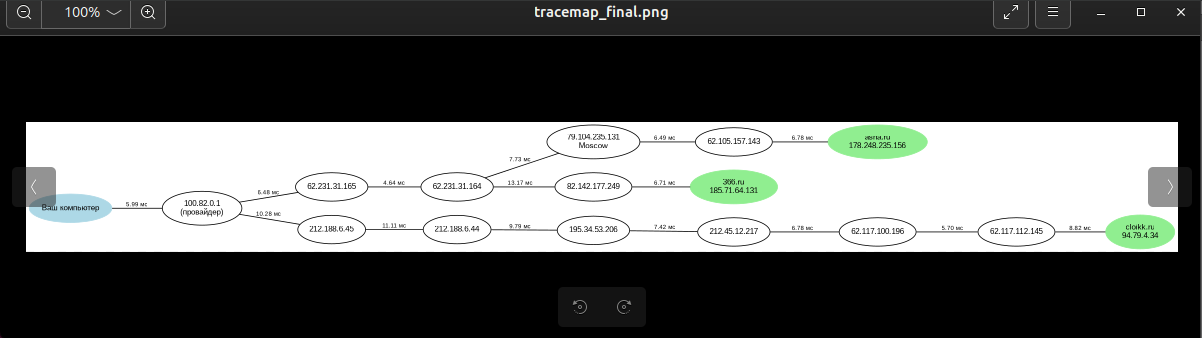 100%
tracemap_final.png
79.104.235.131
Moscow
6.49 мс
62.105.157.143
6.78 мс
asna.ru
178.248.235.156
7.73 мс
62.231.31.165
4.64 мс
62.231.31.164
13.17 мс
82.142.177.249
6.71 мс
366.ru
185.71.64.131
6.48 мс
Ваш компьютер
5.99 мс
100.82.0.1
(провайдер)
10.28 мс
212.188.6.45
11.11 мс
212.188.6.44
9.79 мс
195.34.53.206
7.42 мс
212.45.12.217
6.78 мс
62.117.100.196
5.70 мс
62.117.112.145
8.82 мс
cloikk.ru
94.79.4.34